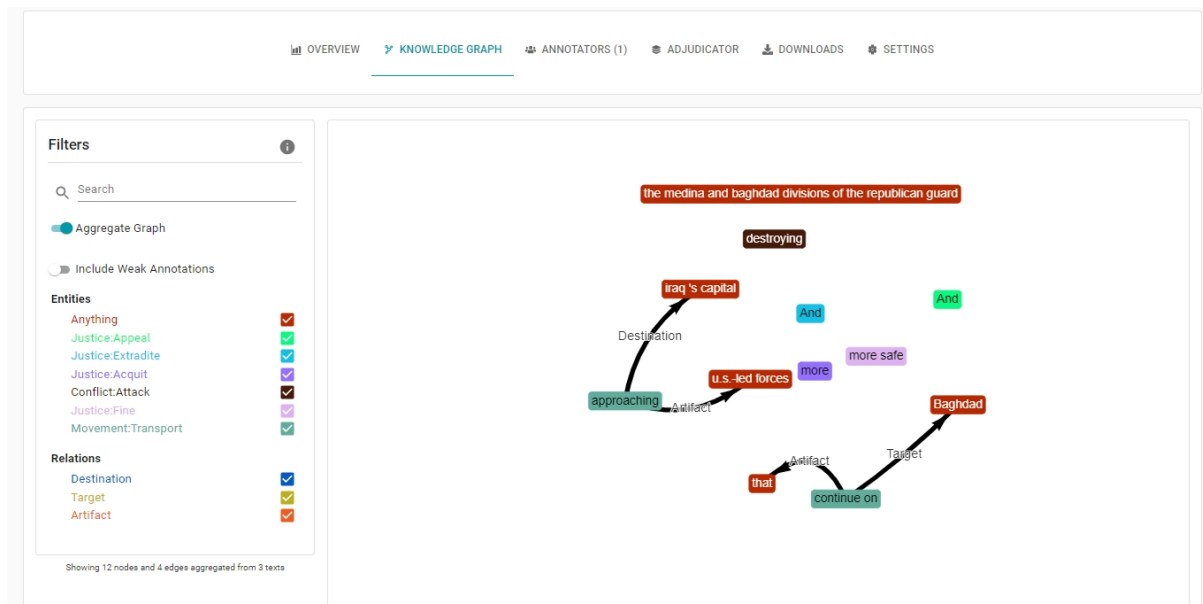 OVERVIEW KNOWLEDGE GRAPH ANNOTATORS (1) ADJUDICATOR DOWNLOADS SETTINGS
Filters
Search
Aggregate Graph
Include Weak Annotations
Entities
Anything
Justice:Appeal
Justice:Extradite
Justice:Acquit
Conflict:Attack
Justice:Fine
Movement:Transport
Relations
Destination
Target
Artifact
Showing 12 nodes and 4 edges aggregated from 3 texts
the medina and baghdad divisions of the republican guard
destroying
iraq 's capital
And
And
Destination
more safe
more
u.s.-led forces
approaching
Artifact
Baghdad
Target
Artifact
that
continue on